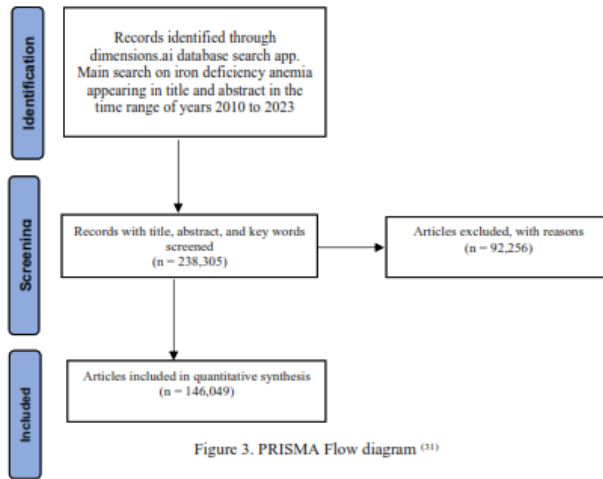 Identification
Records identified through
dimensions.ai database search app.
Main search on iron deficiency anemia
appearing in title and abstract in the
time range of years 2010 to 2023
Screening
Records with title, abstract, and key words
screened
(n = 238,305)
Articles excluded, with reasons
(n = 92,256)
Included
Articles included in quantitative synthesis
(n = 146,049)
Figure 3. PRISMA Flow diagram (31)